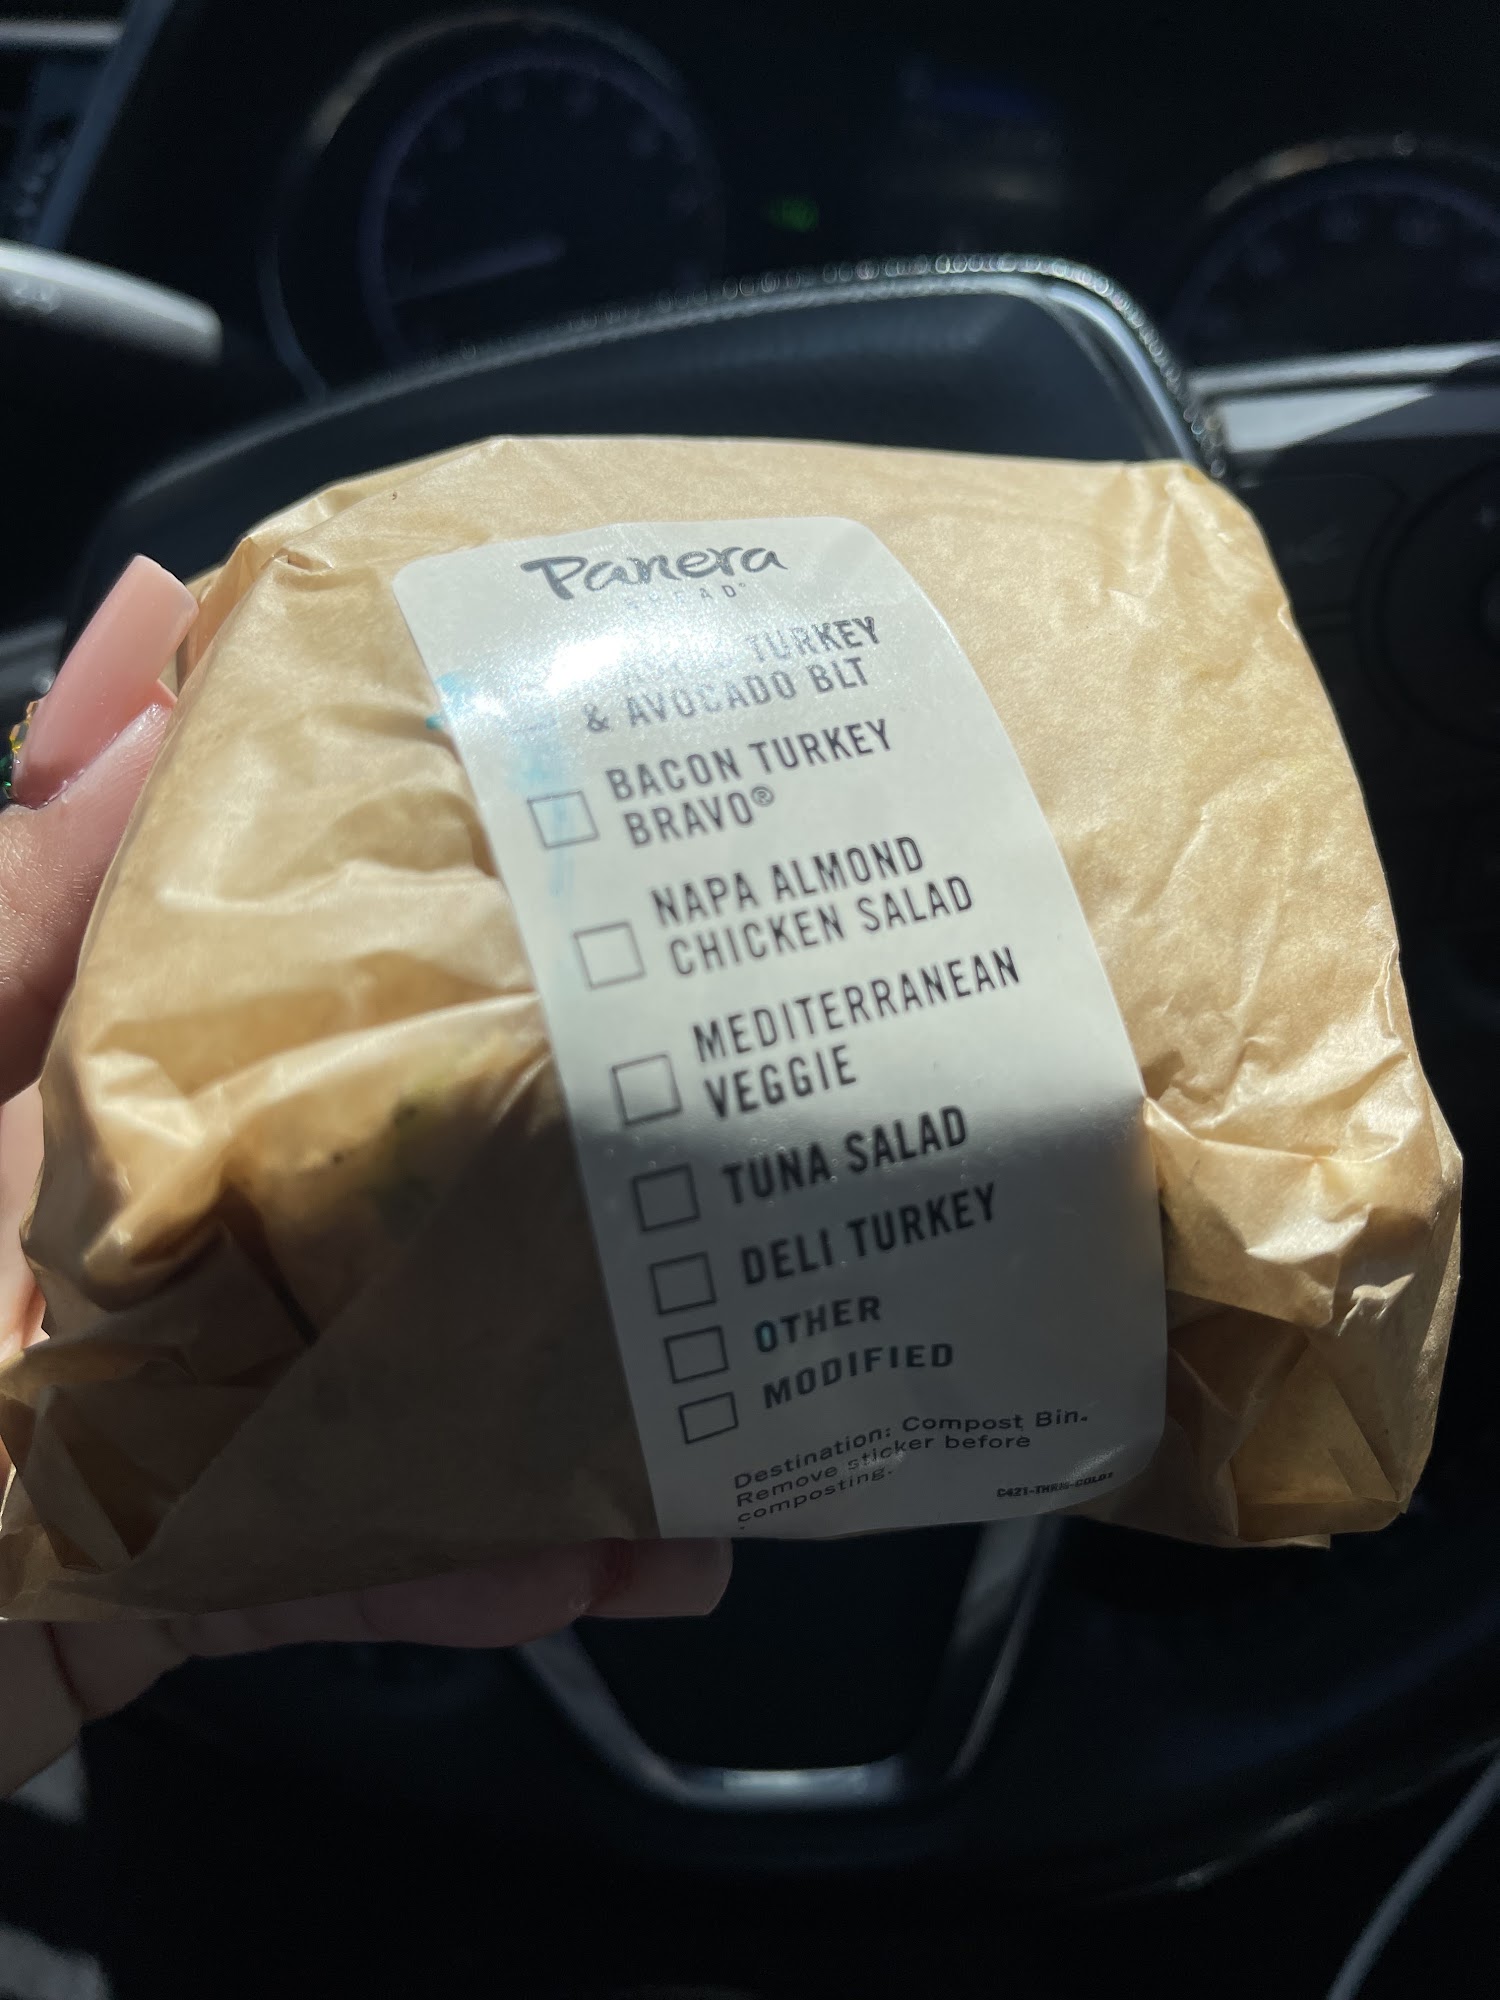 Panera
BREAD®
TURKEY
& AVOCADO BLT
BACON TURKEY
BRAVO®
NAPA ALMOND
CHICKEN SALAD
MEDITERRANEAN
VEGGIE
TUNA SALAD
DELI TURKEY
OTHER
MODIFIED
Destination: Compost Bin.
Remove sticker before
composting.